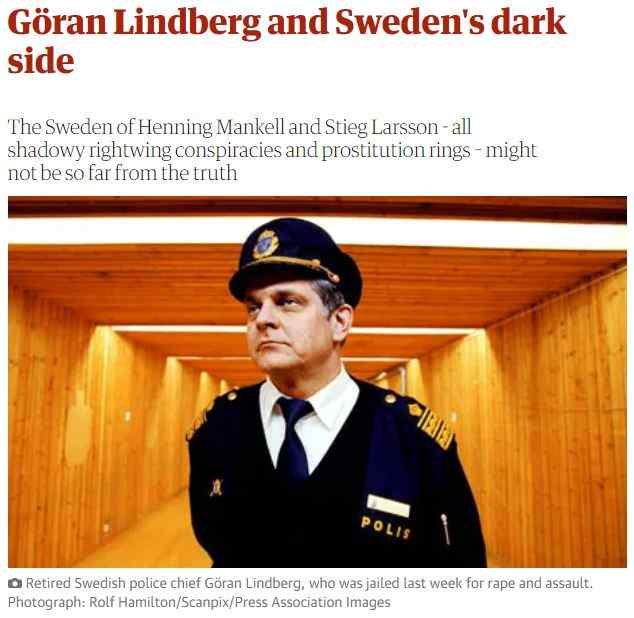 Göran Lindberg and Sweden's dark
side
The Sweden of Henning Mankell and Stieg Larsson - all
shadowy rightwing conspiracies and prostitution rings - might
not be so far from the truth
POLIS
Retired Swedish police chief Göran Lindberg, who was jailed last week for rape and assault.
Photograph: Rolf Hamilton/Scanpix/Press Association Images